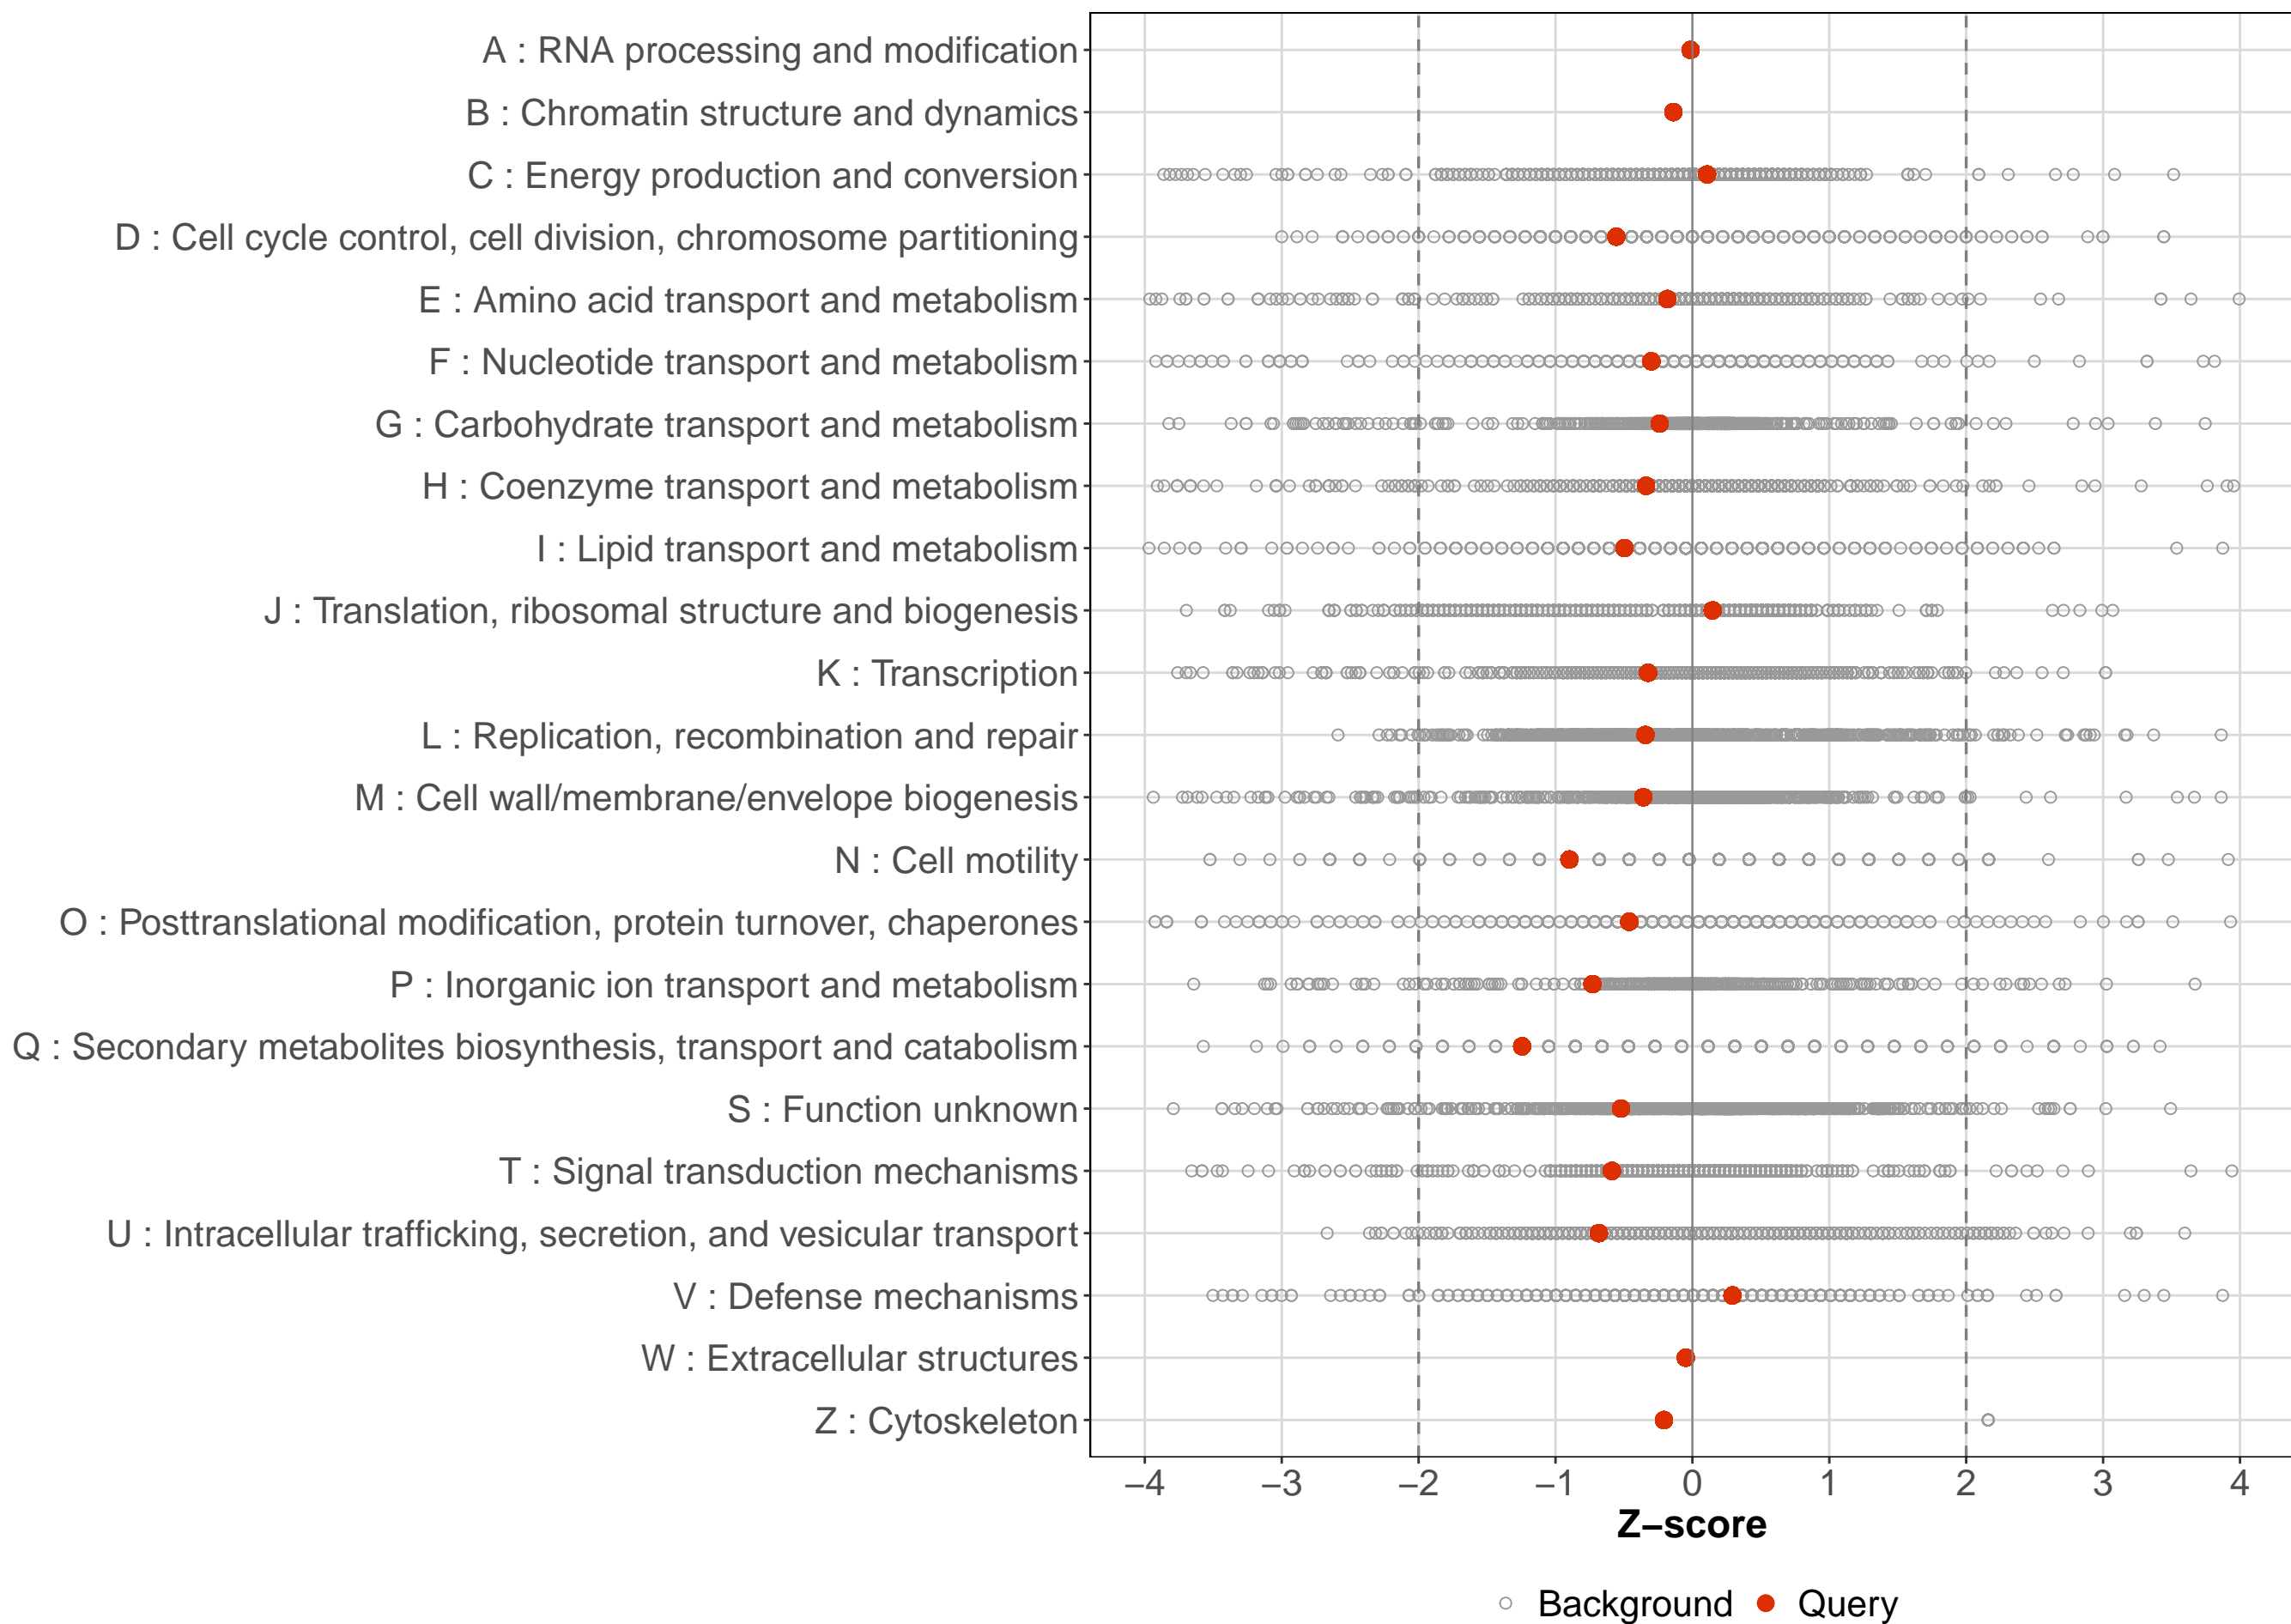 A : RNA processing and modification
B : Chromatin structure and dynamics
C : Energy production and conversion
D : Cell cycle control, cell division, chromosome partitioning
E : Amino acid transport and metabolism
F : Nucleotide transport and metabolism
G : Carbohydrate transport and metabolism
H : Coenzyme transport and metabolism
I : Lipid transport and metabolism
J : Translation, ribosomal structure and biogenesis
K : Transcription
L : Replication, recombination and repair
M : Cell wall/membrane/envelope biogenesis
N : Cell motility
O : Posttranslational modification, protein turnover, chaperones
P : Inorganic ion transport and metabolism
Q : Secondary metabolites biosynthesis, transport and catabolism
S : Function unknown
T : Signal transduction mechanisms
U : Intracellular trafficking, secretion, and vesicular transport
V : Defense mechanisms
W : Extracellular structures
Z : Cytoskeleton
−4 −3 −2 −1 0 1 2 3 4
Z−score
Background Query